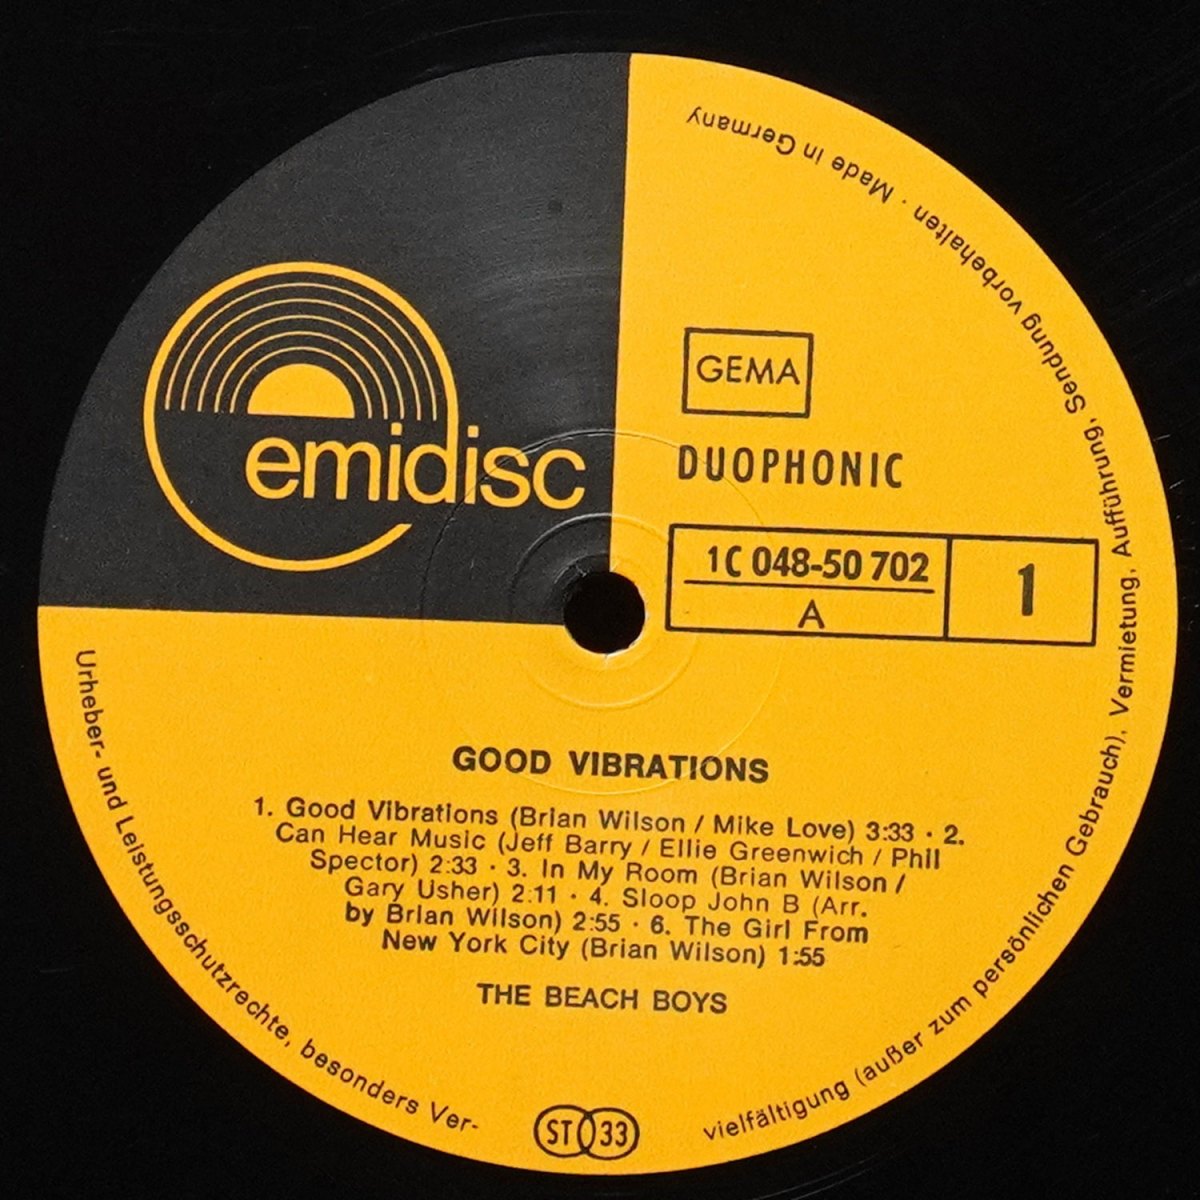 emidisc
GEMA
DUOPHONIC
1C 048-50 702
A
1
GOOD VIBRATIONS
1. Good Vibrations (Brian Wilson / Mike Love) 3:33 · 2.
Can Hear Music (Jeff Barry / Ellie Greenwich / Phil
Spector) 2:33 · 3. In My Room (Brian Wilson /
Gary Usher) 2:11 · 4. Sloop John B (Arr.
by Brian Wilson) 2:55 · 6. The Girl From
New York City (Brian Wilson) 1:55
THE BEACH BOYS
Urheber- und Leistungsschutzrechte, besonders Ver-
vielfältigung (außer zum persönlichen Gebrauch), Vermietung, Aufführung, Sendung vorbehalten · Made in Germany
ST 33